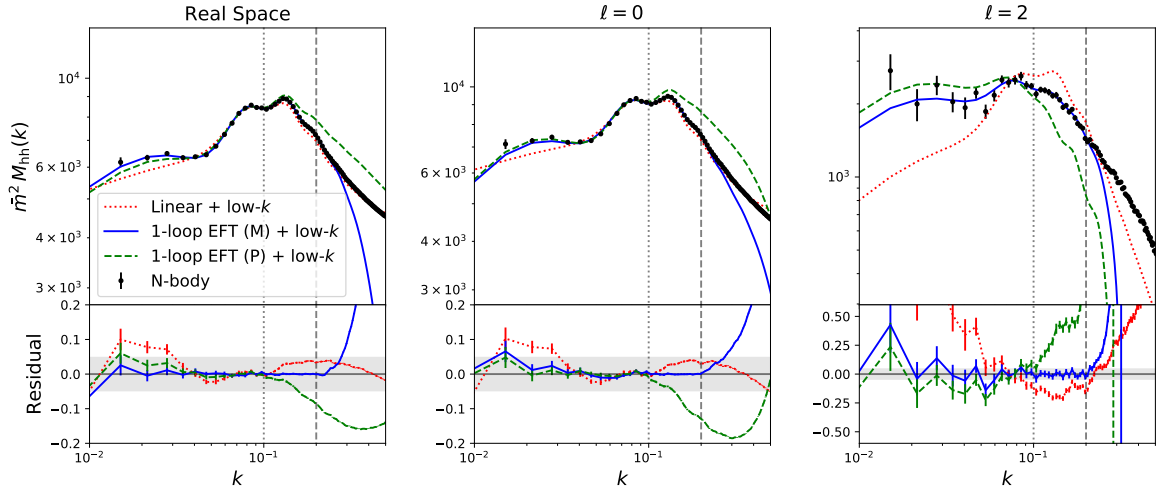 Real Space
ℓ = 0
ℓ = 2
m̄² M_hh(k)
10⁴
6 × 10³
4 × 10³
3 × 10³
Linear + low-k
1-loop EFT (M) + low-k
1-loop EFT (P) + low-k
N-body
10⁴
6 × 10³
4 × 10³
3 × 10³
10³
Residual
0.2
0.1
0.0
−0.1
−0.2
0.2
0.1
0.0
−0.1
−0.2
0.50
0.25
0.00
−0.25
−0.50
10⁻² 10⁻¹
10⁻² 10⁻¹
10⁻² 10⁻¹
k
k
k